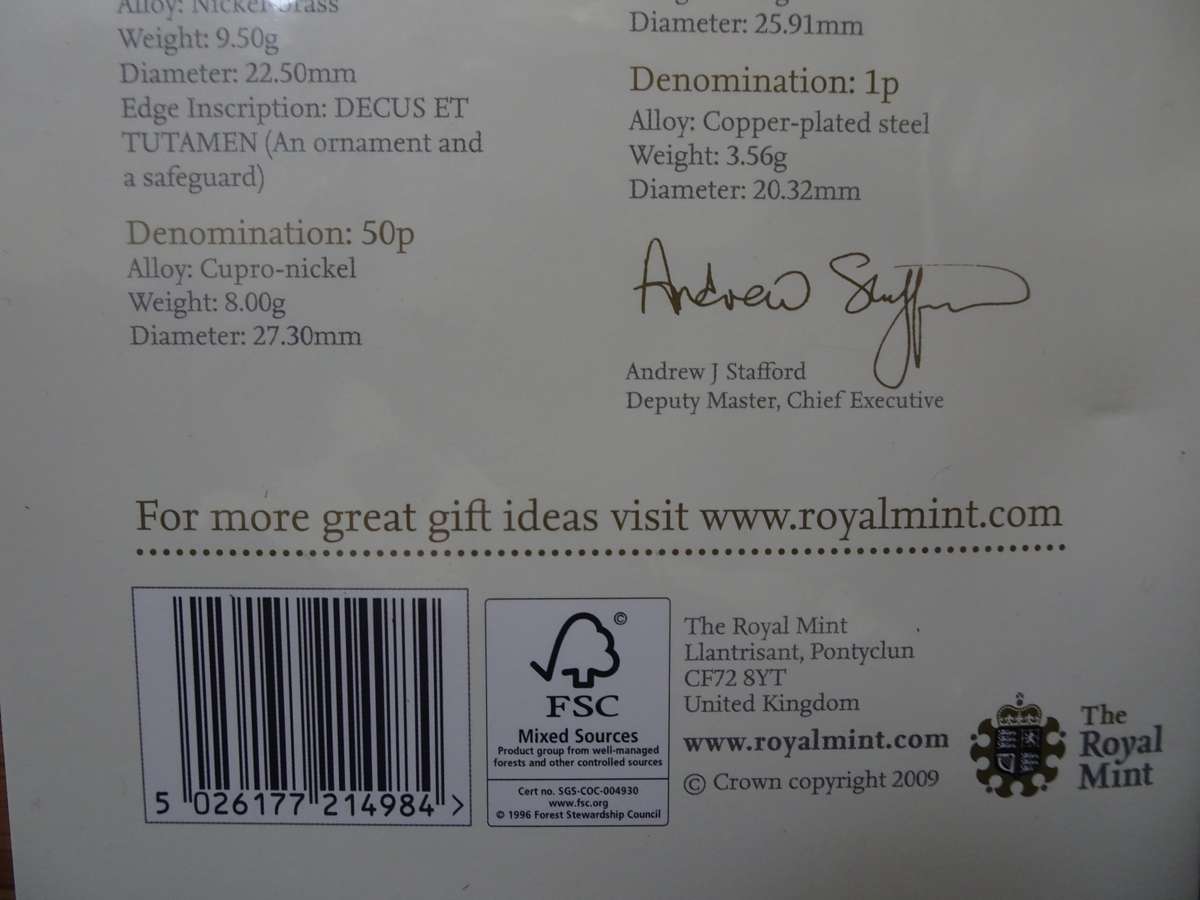 Alloy: Nickel-brass
Weight: 9.50g
Diameter: 22.50mm
Edge Inscription: DECUS ET
TUTAMEN (An ornament and
a safeguard)
Denomination: 50p
Alloy: Cupro-nickel
Weight: 8.00g
Diameter: 27.30mm
Diameter: 25.91mm
Denomination: 1p
Alloy: Copper-plated steel
Weight: 3.56g
Diameter: 20.32mm
Andrew Stafford
Andrew J Stafford
Deputy Master, Chief Executive
For more great gift ideas visit www.royalmint.com
5 026177 214984 >
©
FSC
Mixed Sources
Product group from well-managed
forests and other controlled sources
Cert no. SGS-COC-004930
www.fsc.org
© 1996 Forest Stewardship Council
The Royal Mint
Llantrisant, Pontyclun
CF72 8YT
United Kingdom
www.royalmint.com
© Crown copyright 2009
The
Royal
Mint